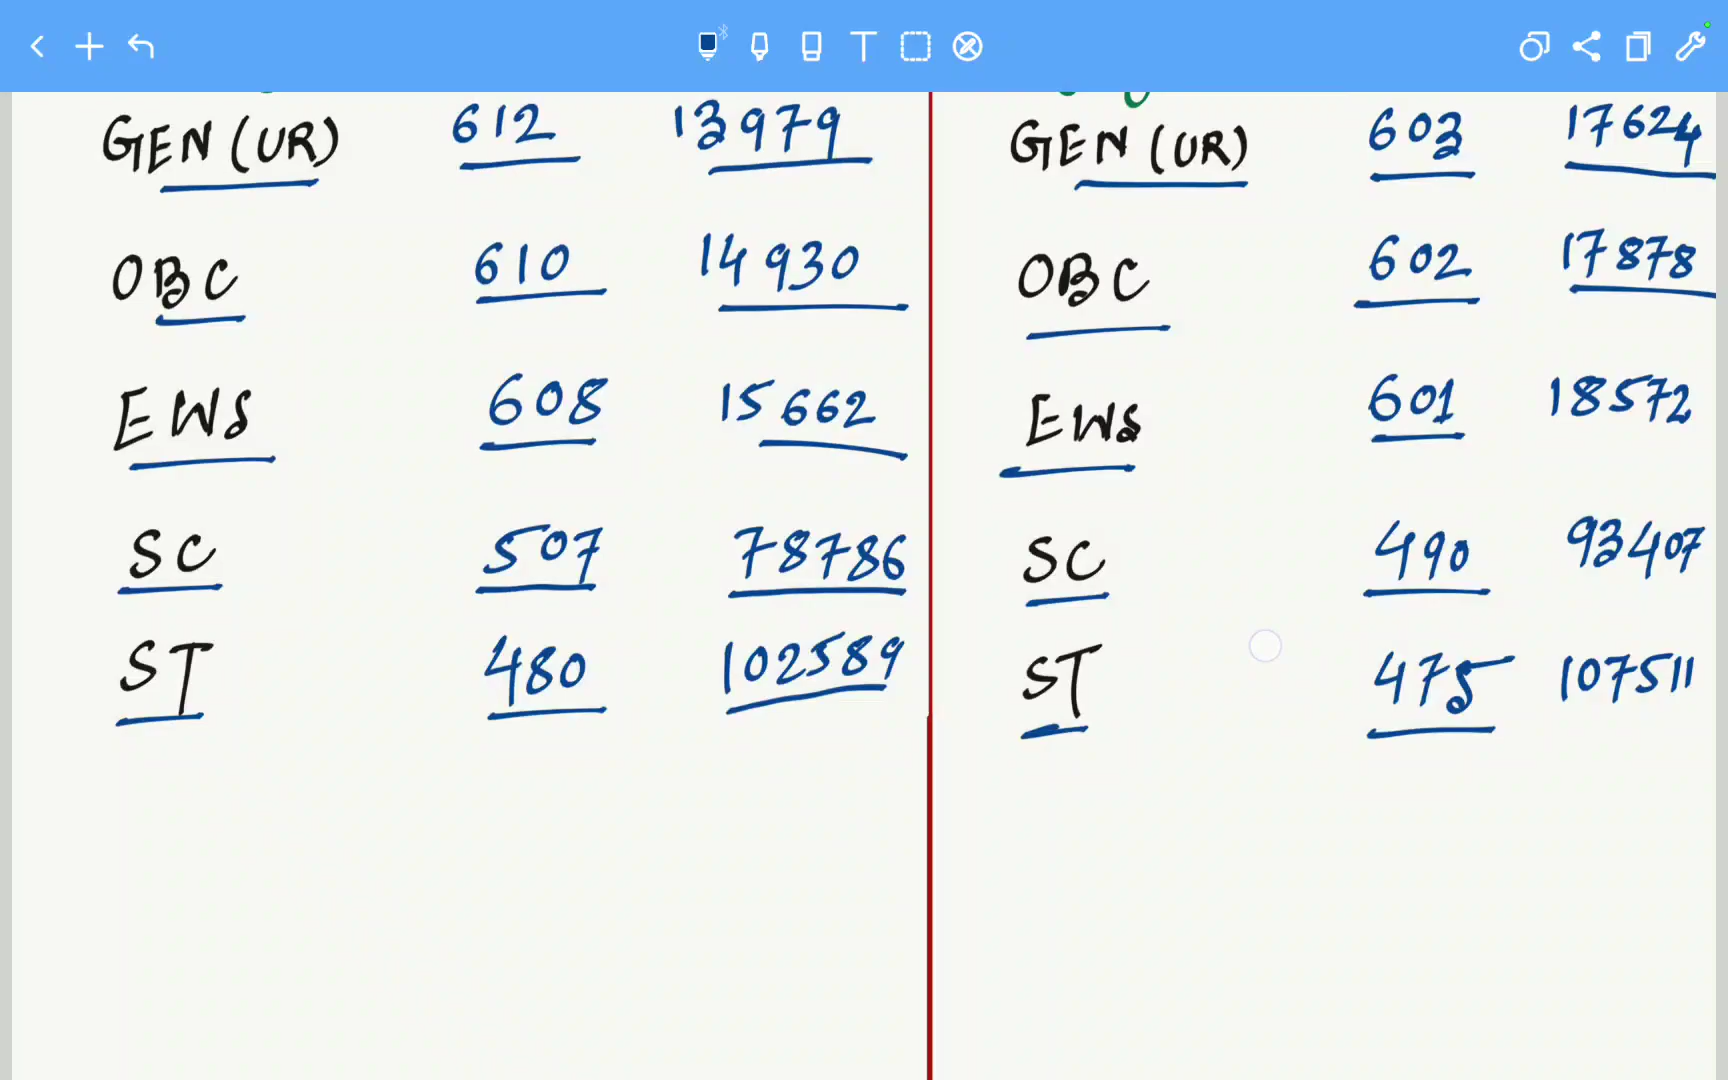 GEN (UR) 612 13979
OBC 610 14930
EWS 608 15662
SC 507 78786
ST 480 102589
GEN (UR) 603 17624
OBC 602 17878
EWS 601 18572
SC 490 93407
ST 475 107511